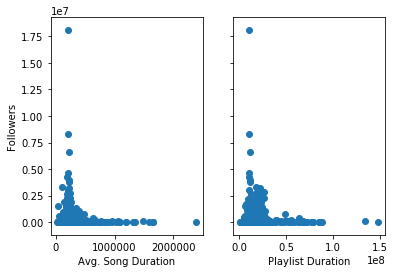 1e7
1.75
1.50
1.25
1.00
0.75
0.50
0.25
0.00
Followers
0 1000000 2000000
Avg. Song Duration
0.0 0.5 1.0 1.5
1e8
Playlist Duration